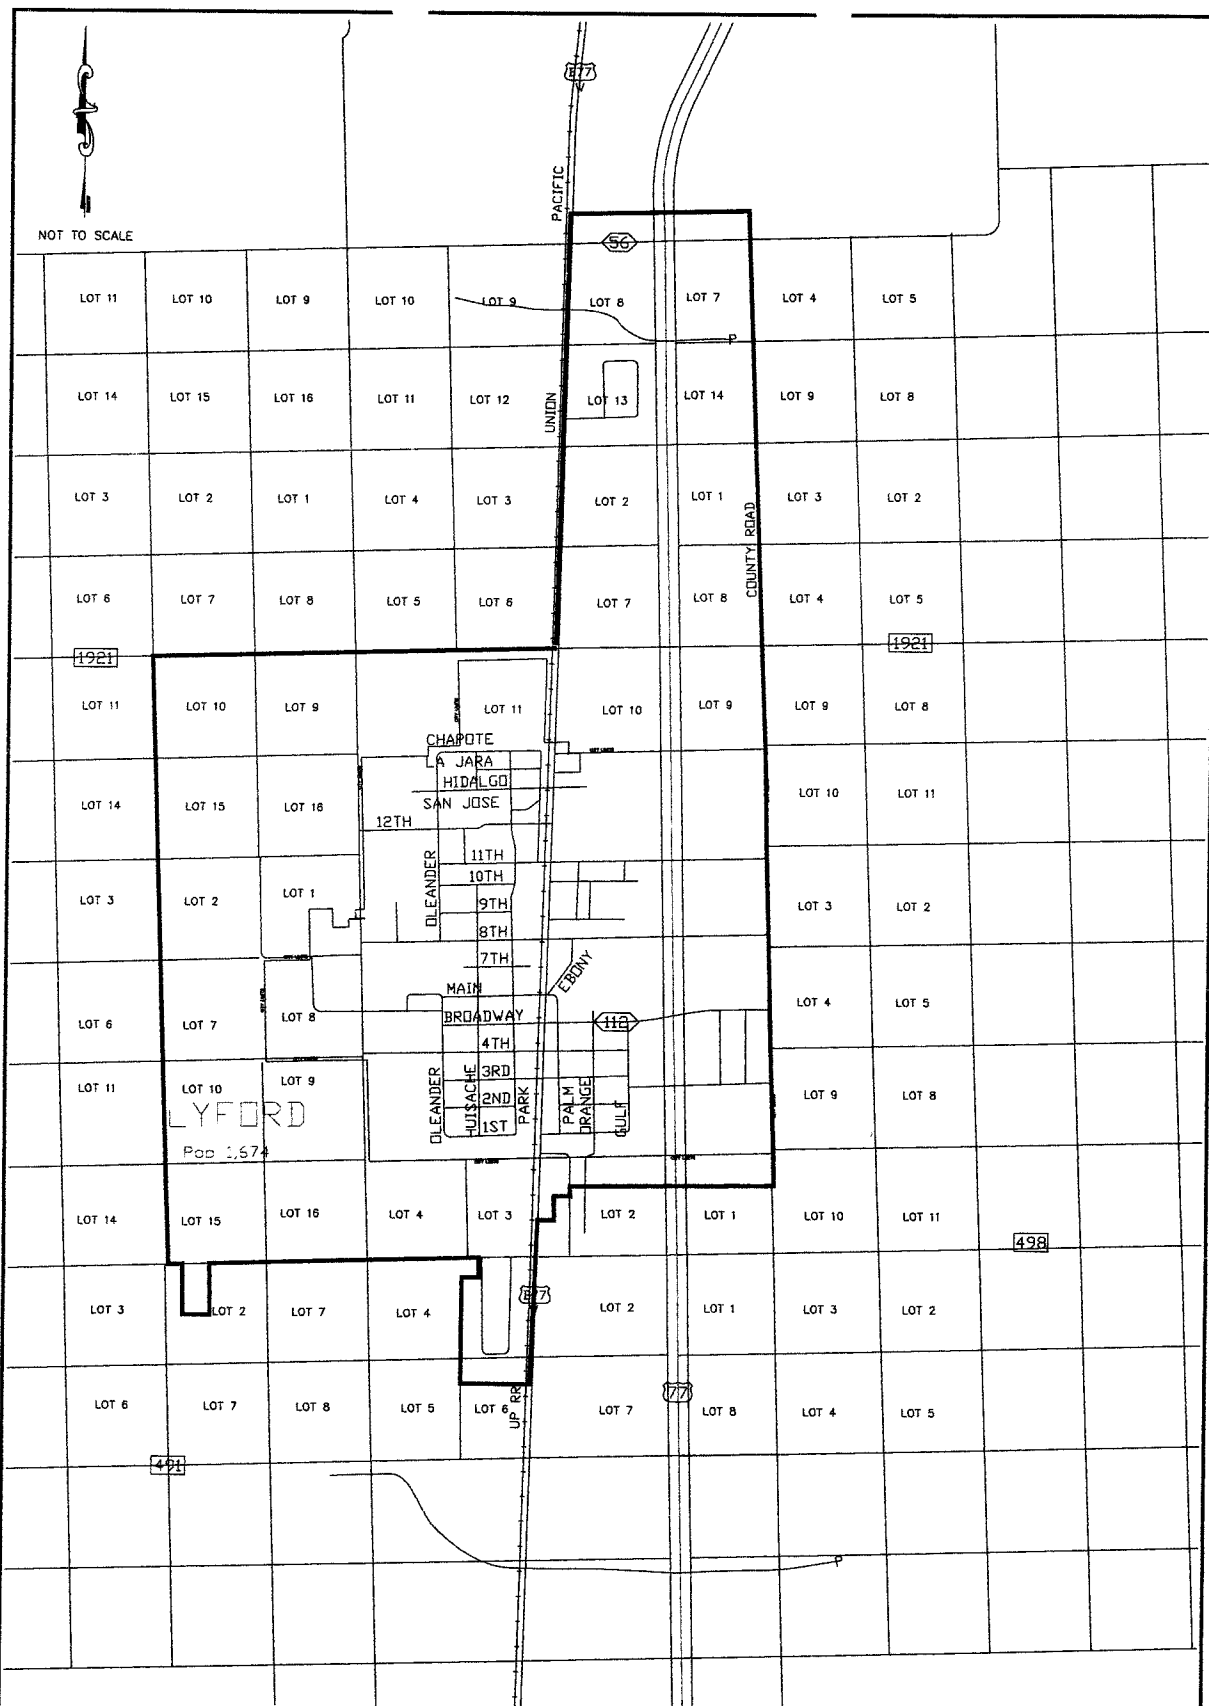 B77
PACIFIC
NOT TO SCALE
56
LOT 11 LOT 10 LOT 9 LOT 10 LOT 9 LOT 8 LOT 7 LOT 4 LOT 5
LOT 14 LOT 15 LOT 16 LOT 11 LOT 12 LOT 13 LOT 14 LOT 9 LOT 8
UNION
LOT 3 LOT 2 LOT 1 LOT 4 LOT 3 LOT 2 LOT 1 LOT 3 LOT 2
COUNTY ROAD
LOT 6 LOT 7 LOT 8 LOT 5 LOT 6 LOT 7 LOT 8 LOT 4 LOT 5
1921 1921
LOT 11 LOT 10 LOT 9 LOT 11 LOT 10 LOT 9 LOT 9 LOT 8
CHAPOTE
LA JARA
HIDALGO
SAN JOSE
LOT 14 LOT 15 LOT 16 LOT 10 LOT 11
12TH
11TH
OLEANDER
10TH
LOT 3 LOT 2 LOT 1 9TH LOT 3 LOT 2
8TH
7TH
EBONY
MAIN
LOT 6 LOT 7 LOT 8 BROADWAY 112 LOT 4 LOT 5
4TH
LOT 11 LOT 10 LOT 9 3RD LOT 9 LOT 8
OLEANDER HUISACHE PARK PALM ORANGE GULF
2ND
LYFORD
1ST
Pop 1,674
LOT 14 LOT 15 LOT 16 LOT 4 LOT 3 LOT 2 LOT 1 LOT 10 LOT 11
498
B77
LOT 3 LOT 2 LOT 7 LOT 4 LOT 2 LOT 1 LOT 3 LOT 2
77
LOT 6 LOT 7 LOT 8 LOT 5 LOT 6 LOT 7 LOT 8 LOT 4 LOT 5
UP RR
491